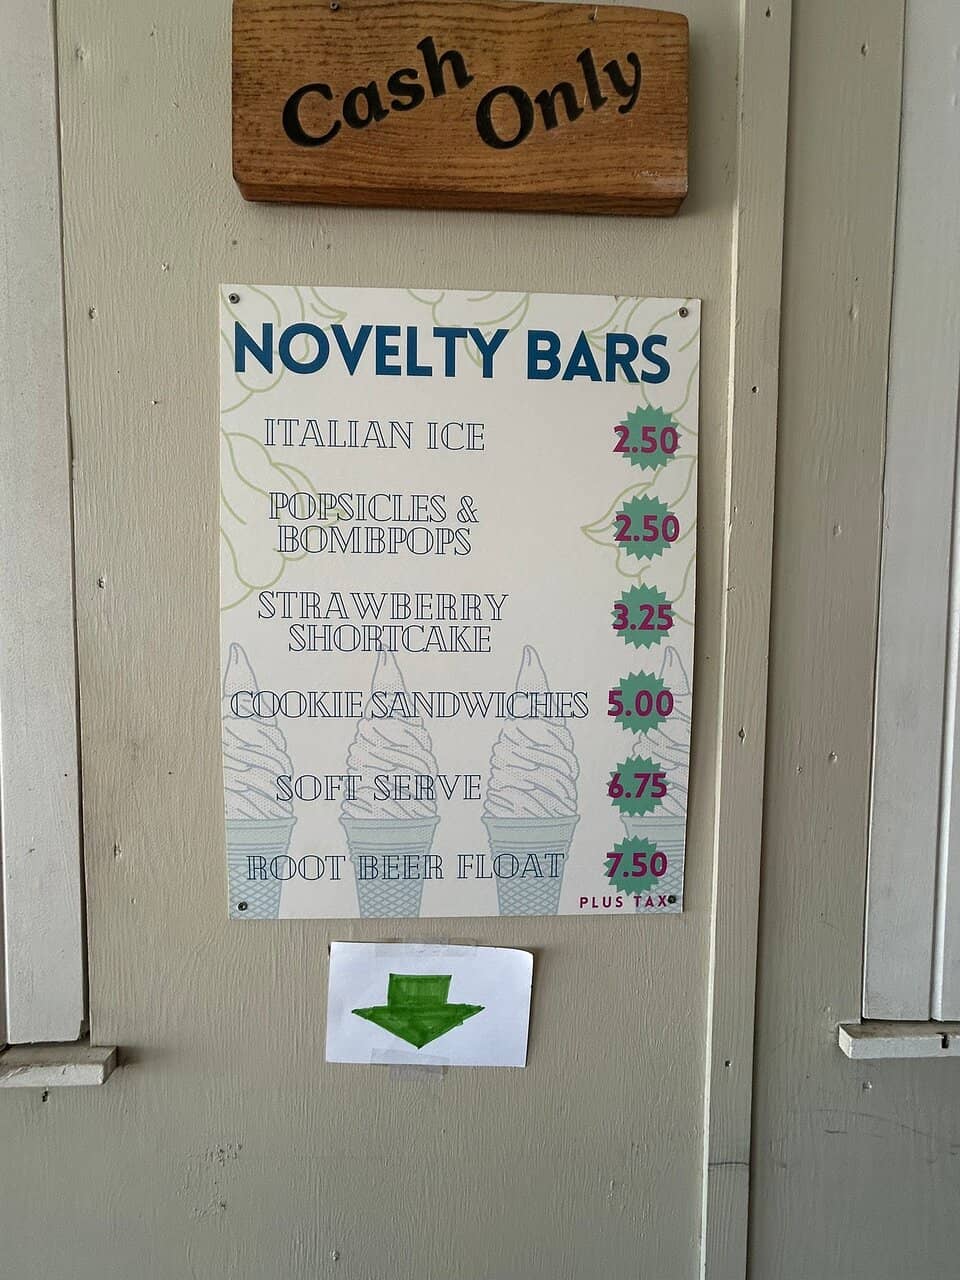 Cash Only
NOVELTY BARS
ITALIAN ICE 2.50
POPSICLES &
BOMBPOPS 2.50
STRAWBERRY
SHORTCAKE 3.25
COOKIE SANDWICHES 5.00
SOFT SERVE 6.75
ROOT BEER FLOAT 7.50
PLUS TAX